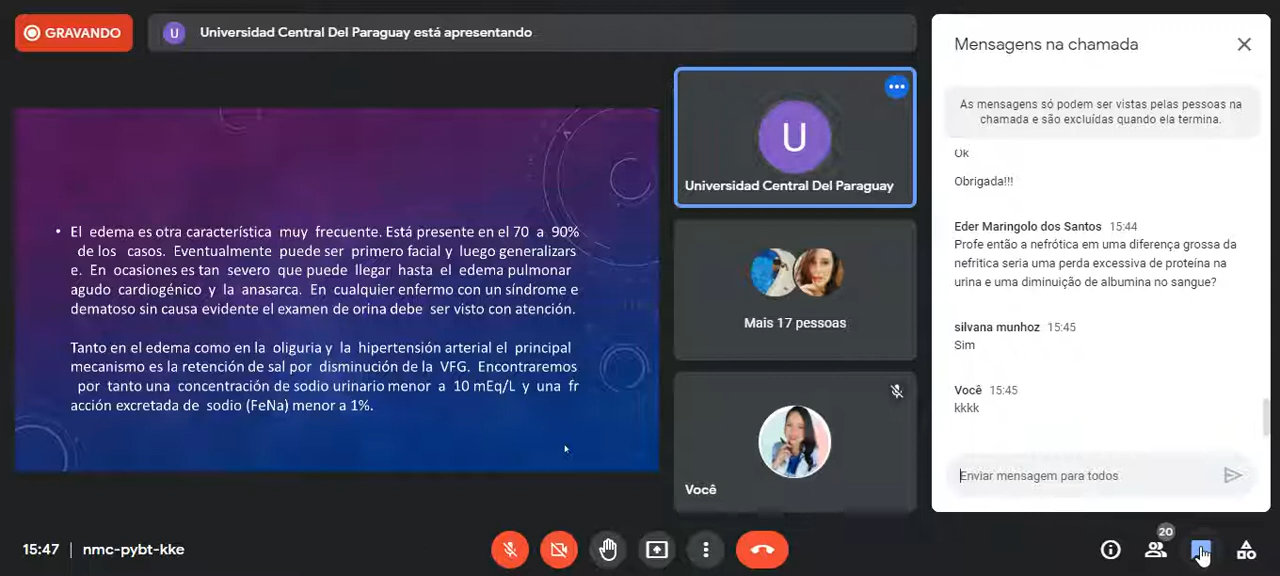 GRAVANDO
U
Universidad Central Del Paraguay está apresentando
• El edema es otra característica muy frecuente. Está presente en el 70 a 90%
de los casos. Eventualmente puede ser primero facial y luego generalizars
e. En ocasiones es tan severo que puede llegar hasta el edema pulmonar
agudo cardiogénico y la anasarca. En cualquier enfermo con un síndrome e
dematoso sin causa evidente el examen de orina debe ser visto con atención.
Tanto en el edema como en la oliguria y la hipertensión arterial el principal
mecanismo es la retención de sal por disminución de la VFG. Encontraremos
por tanto una concentración de sodio urinario menor a 10 mEq/L y una fr
acción excretada de sodio (FeNa) menor a 1%.
U
Universidad Central Del Paraguay
Mais 17 pessoas
Você
Mensagens na chamada
As mensagens só podem ser vistas pelas pessoas na
chamada e são excluídas quando ela termina.
Ok
Obrigada!!!
Eder Maringolo dos Santos 15:44
Profe então a nefrótica em uma diferença grossa da
nefritica seria uma perda excessiva de proteína na
urina e uma diminuição de albumina no sangue?
silvana munhoz 15:45
Sim
Você 15:45
kkkk
Enviar mensagem para todos
15:47 | nmc-pybt-kke
20